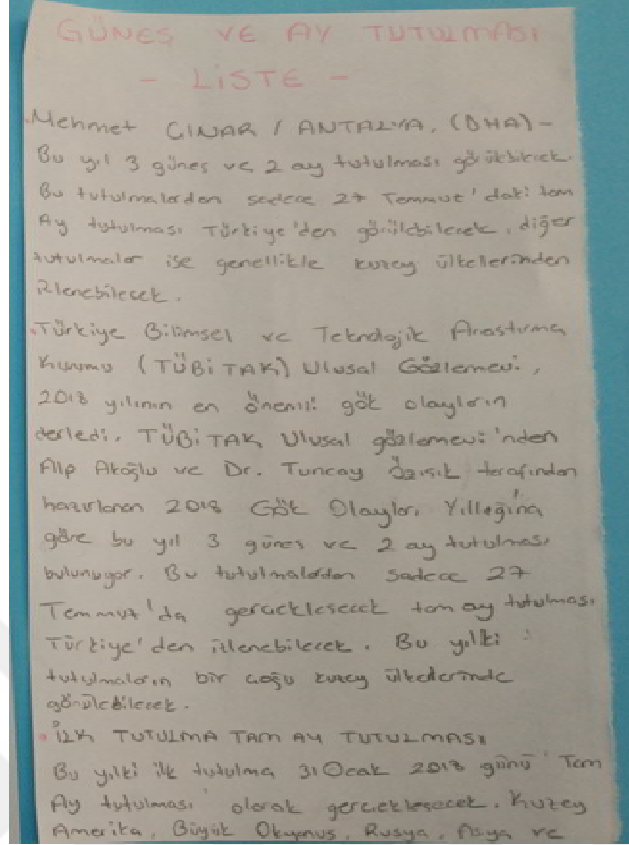 GÜNEŞ VE AY TUTULMASI
- LİSTE -
Mehmet ÇINAR / ANTALYA, (DHA) -
Bu yıl 3 güneş ve 2 ay tutulması görülebilecek.
Bu tutulmalardan sadece 27 Temmuz'daki tam
Ay tutulması Türkiye'den görülebilecek, diğer
tutulmalar ise genellikle kuzey ülkelerinden
izlenebilecek.
Türkiye Bilimsel ve Teknolojik Araştırma
Kurumu (TÜBİTAK) Ulusal Gözlemevi,
2018 yılının en önemli gök olayların
derledi. TÜBİTAK Ulusal gözlemevi'nden
Alp Akoğlu ve Dr. Tuncay Özışık tarafından
hazırlanan 2018 Gök Olayları Yıllığına
göre bu yıl 3 güneş ve 2 ay tutulması
bulunuyor. Bu tutulmalardan sadece 27
Temmuz'da gerçekleşecek tam ay tutulması
Türkiye'den izlenebilecek. Bu yılki
tutulmaların bir çoğu kuzey ülkelerinde
görülebilecek.
İLK TUTULMA TAM AY TUTULMASI
Bu yılki ilk tutulma 31 Ocak 2018 günü 'Tam
Ay tutulması' olarak gerçekleşecek. Kuzey
Amerika, Büyük Okyanus, Rusya, Asya ve